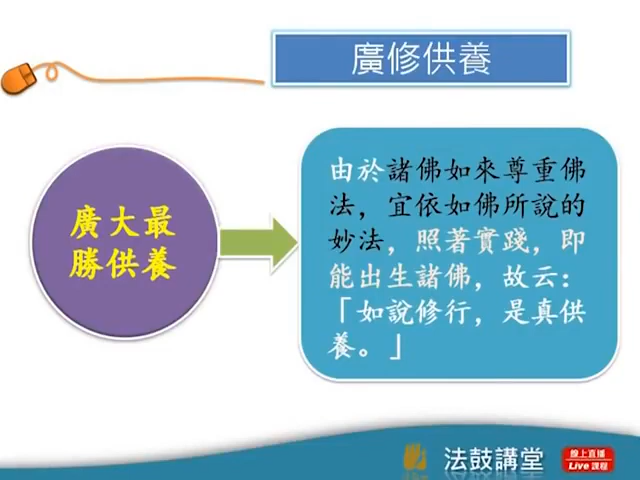 廣修供養
廣大最
勝供養
由於諸佛如來尊重佛
法，宜依如佛所說的
妙法，照著實踐，即
能出生諸佛，故云：
「如說修行，是真供
養。」
法鼓講堂
線上直播
Live 課程